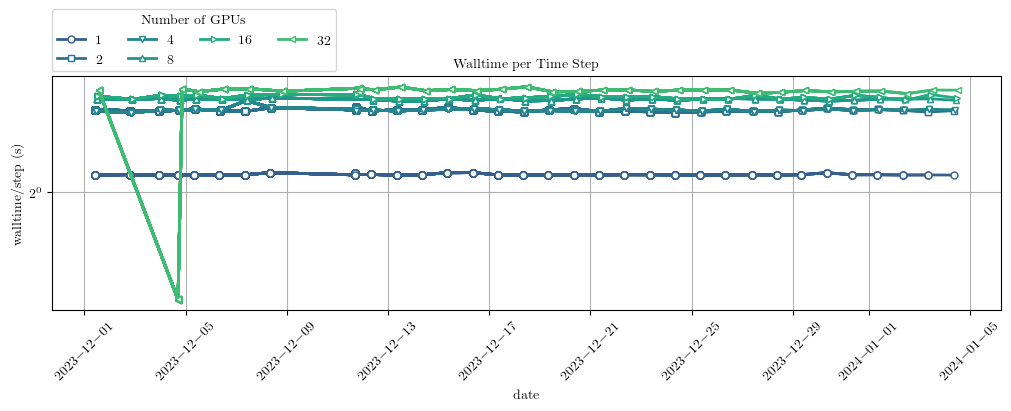 Number of GPUs
1 4 16 32
2 8
Walltime per Time Step
walltime/step (s)
2⁰
2023−12−01 2023−12−05 2023−12−09 2023−12−13 2023−12−17 2023−12−21 2023−12−25 2023−12−29 2024−01−01 2024−01−05
date